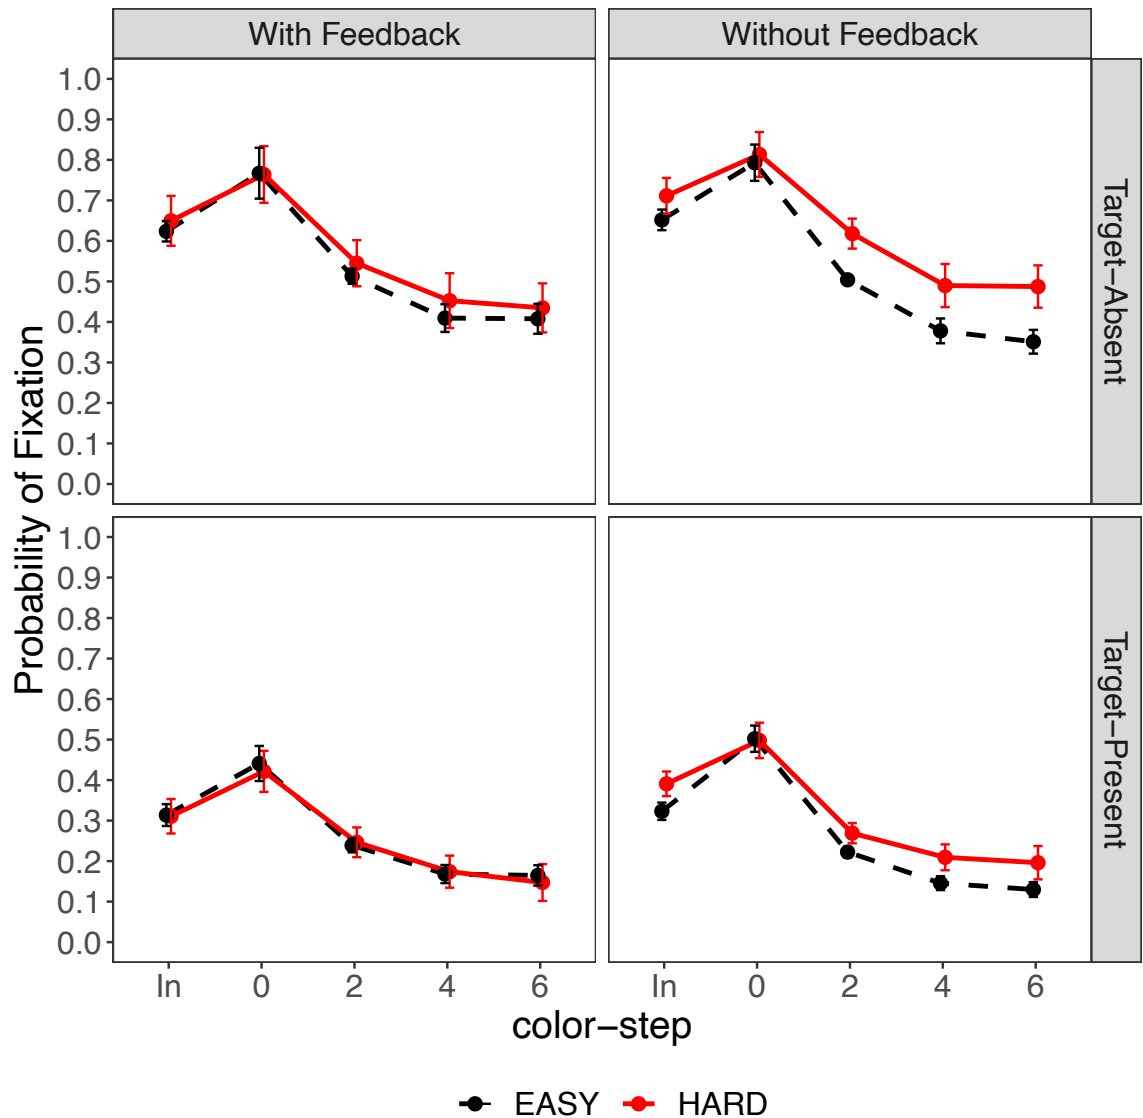 With Feedback
Without Feedback
Probability of Fixation
1.0
0.9
0.8
0.7
0.6
0.5
0.4
0.3
0.2
0.1
0.0
Target–Absent
1.0
0.9
0.8
0.7
0.6
0.5
0.4
0.3
0.2
0.1
0.0
Target–Present
In 0 2 4 6
In 0 2 4 6
color–step
EASY HARD